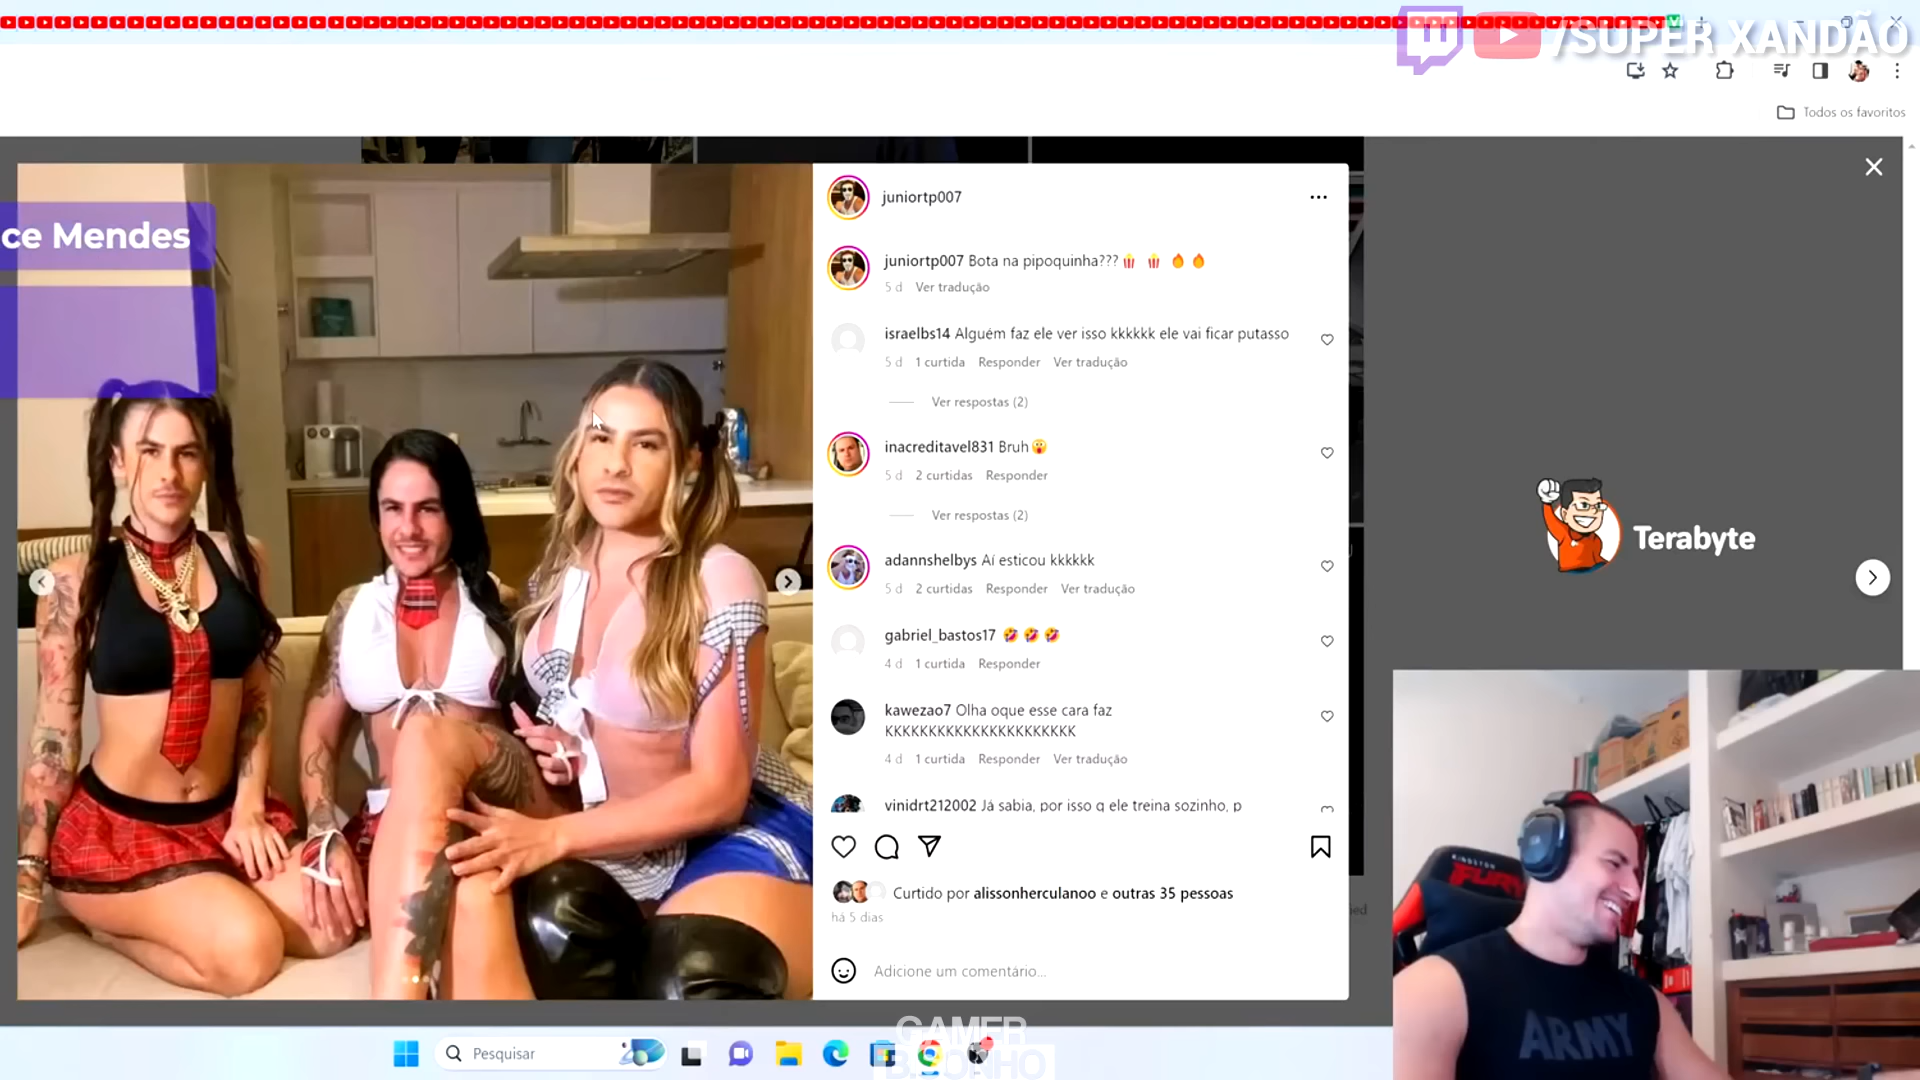 /SUPER XANDÃO
Todos os favoritos
ce Mendes
juniortp007
juniortp007 Bota na pipoquinha???🍿 🍿 🔥 🔥
5 d Ver tradução
israelbs14 Alguém faz ele ver isso kkkkkk ele vai ficar putasso
5 d 1 curtida Responder Ver tradução
Ver respostas (2)
inacreditavel831 Bruh😲
5 d 2 curtidas Responder
Ver respostas (2)
adannshelbys Aí esticou kkkkkk
5 d 2 curtidas Responder Ver tradução
gabriel_bastos17 🤣 🤣 🤣
4 d 1 curtida Responder
kawezao7 Olha oque esse cara faz
KKKKKKKKKKKKKKKKKKKKKK
4 d 1 curtida Responder Ver tradução
vinidrt212002 Já sabia, por isso q ele treina sozinho, p
Curtido por alissonherculanoo e outras 35 pessoas
há 5 dias
Adicione um comentário...
Terabyte
KINGSTON
FURY
ARMY
GAMER
Pesquisar